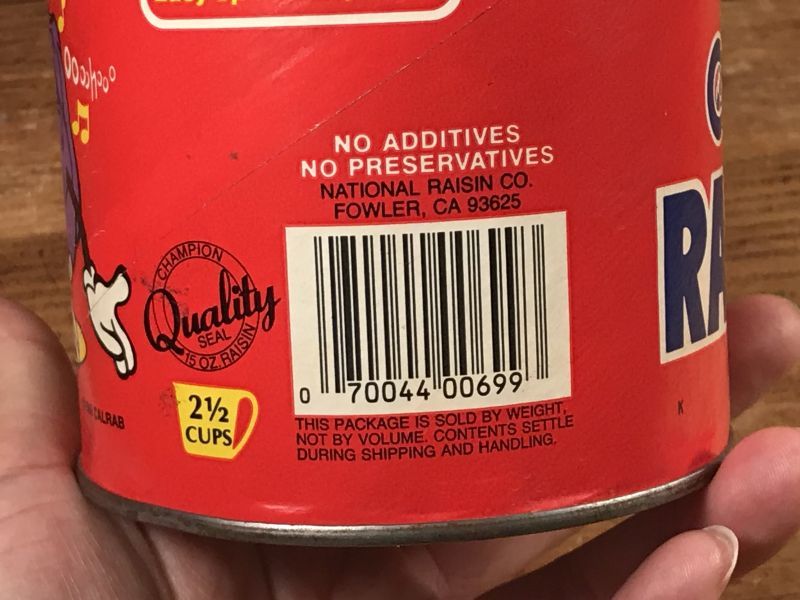 Ooohooooo
NO ADDITIVES
NO PRESERVATIVES
NATIONAL RAISIN CO.
FOWLER, CA 93625
CHAMPION
Quality
SEAL
15 OZ. RAISIN
RA
0 70044 00699
2½
CUPS
CALRAB
THIS PACKAGE IS SOLD BY WEIGHT,
NOT BY VOLUME. CONTENTS SETTLE
DURING SHIPPING AND HANDLING.
K